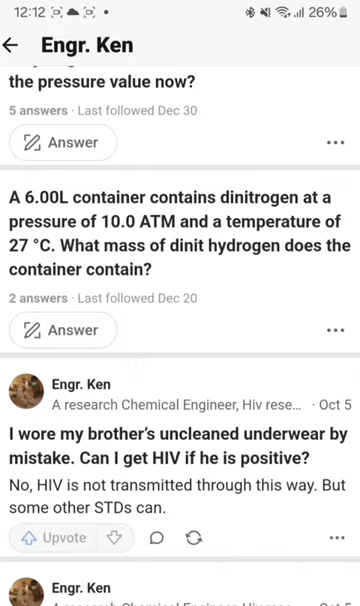 12:12 26%
Engr. Ken
the pressure value now?
5 answers · Last followed Dec 30
Answer
A 6.00L container contains dinitrogen at a
pressure of 10.0 ATM and a temperature of
27 °C. What mass of dinit hydrogen does the
container contain?
2 answers · Last followed Dec 20
Answer
Engr. Ken
A research Chemical Engineer, Hiv rese... · Oct 5
I wore my brother's uncleaned underwear by
mistake. Can I get HIV if he is positive?
No, HIV is not transmitted through this way. But
some other STDs can.
Upvote
Engr. Ken